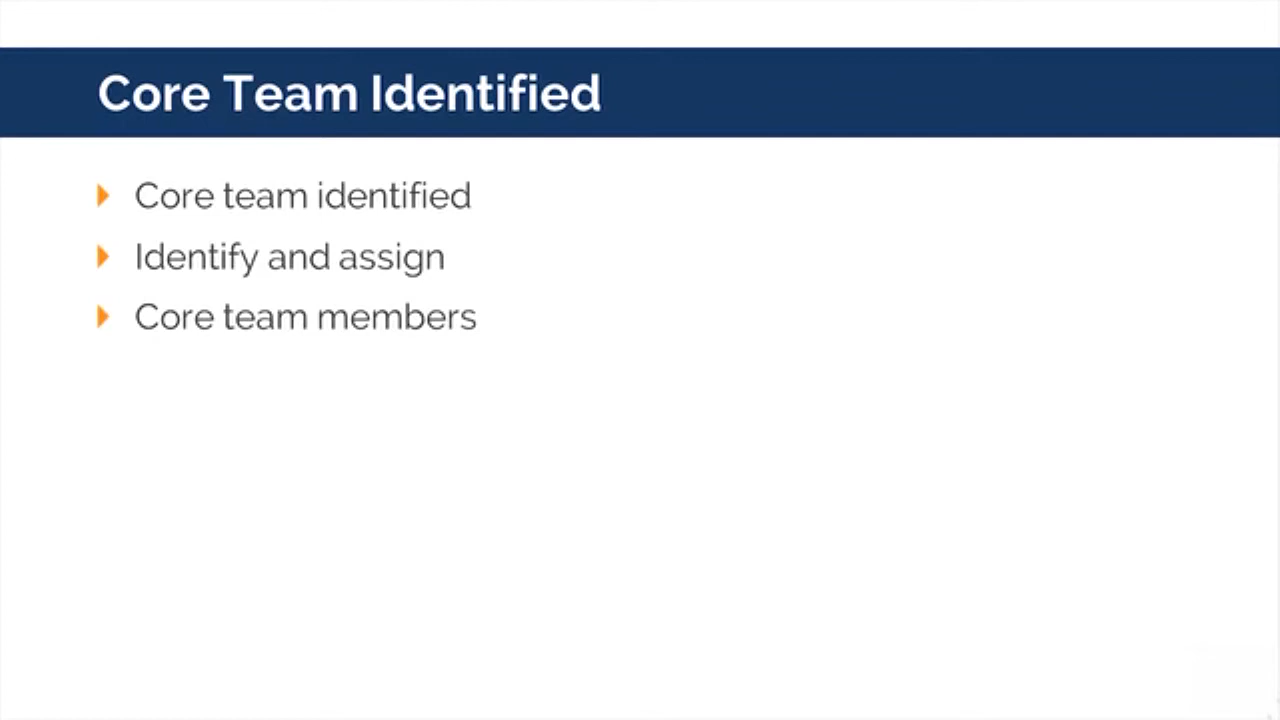 Core Team Identified
Core team identified
Identify and assign
Core team members